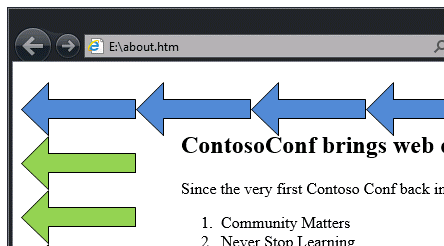 E:\about.htm
ContosoConf brings web
Since the very first Contoso Conf back in
1. Community Matters
2. Never Stop Learning